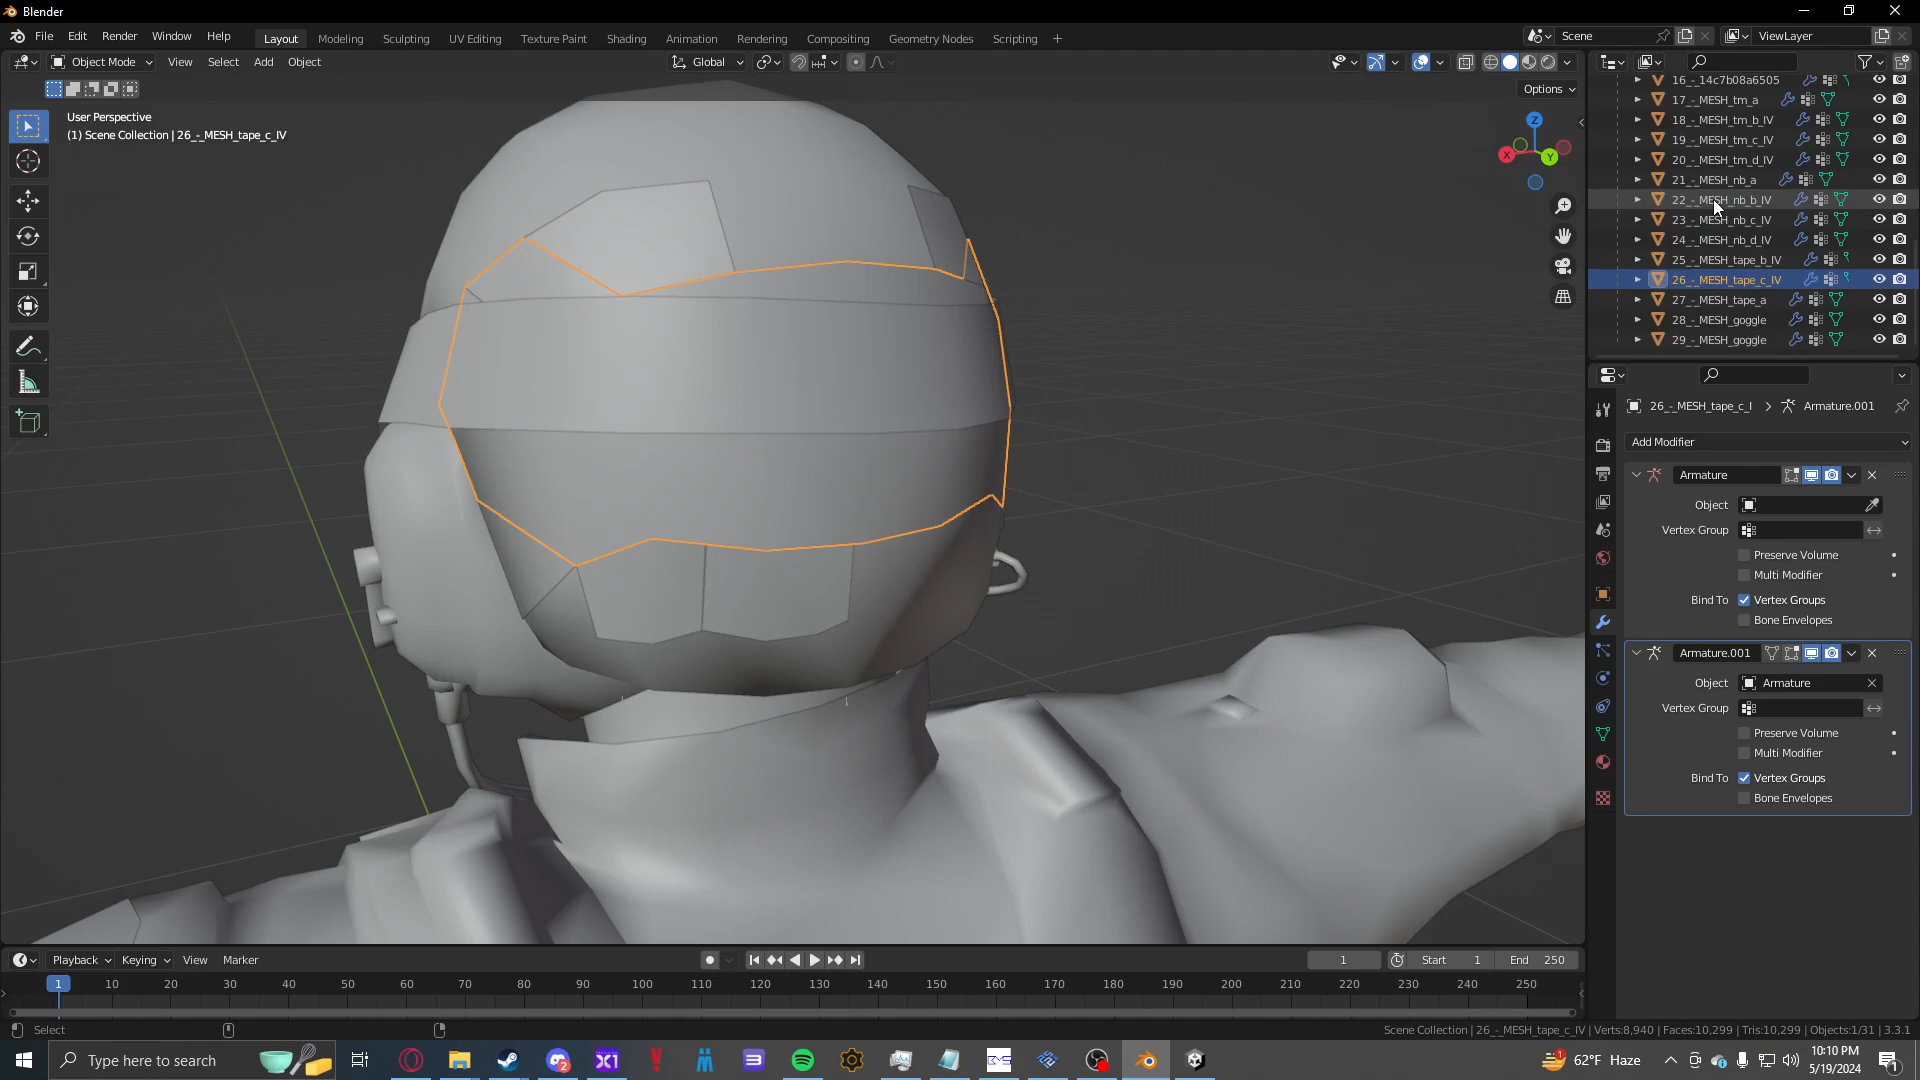 Blender
File Edit Render Window Help
Layout Modeling Sculpting UV Editing Texture Paint Shading Animation Rendering Compositing Geometry Nodes Scripting +
Scene
ViewLayer
Object Mode View Select Add Object
Global
Options
User Perspective
(1) Scene Collection | 26_-_MESH_tape_c_IV
Z
X
Y
16_-_14c7b08a6505
17_-_MESH_tm_a
18_-_MESH_tm_b_IV
19_-_MESH_tm_c_IV
20_-_MESH_tm_d_IV
21_-_MESH_nb_a
22_-_MESH_nb_b_IV
23_-_MESH_nb_c_IV
24_-_MESH_nb_d_IV
25_-_MESH_tape_b_IV
26_-_MESH_tape_c_IV
27_-_MESH_tape_a
28_-_MESH_goggle
29_-_MESH_goggle
26_-_MESH_tape_c_I > Armature.001
Add Modifier
Armature
Object
Vertex Group
Preserve Volume
Multi Modifier
Bind To Vertex Groups
Bone Envelopes
Armature.001
Object Armature
Vertex Group
Preserve Volume
Multi Modifier
Bind To Vertex Groups
Bone Envelopes
Playback Keying View Marker
1
Start 1
End 250
1 10 20 30 40 50 60 70 80 90 100 110 120 130 140 150 160 170 180 190 200 210 220 230 240 250
Select
Scene Collection | 26_-_MESH_tape_c_IV | Verts:8,940 | Faces:10,299 | Tris:10,299 | Objects:1/31 | 3.3.1
Type here to search
62°F Haze
10:10 PM
5/19/2024